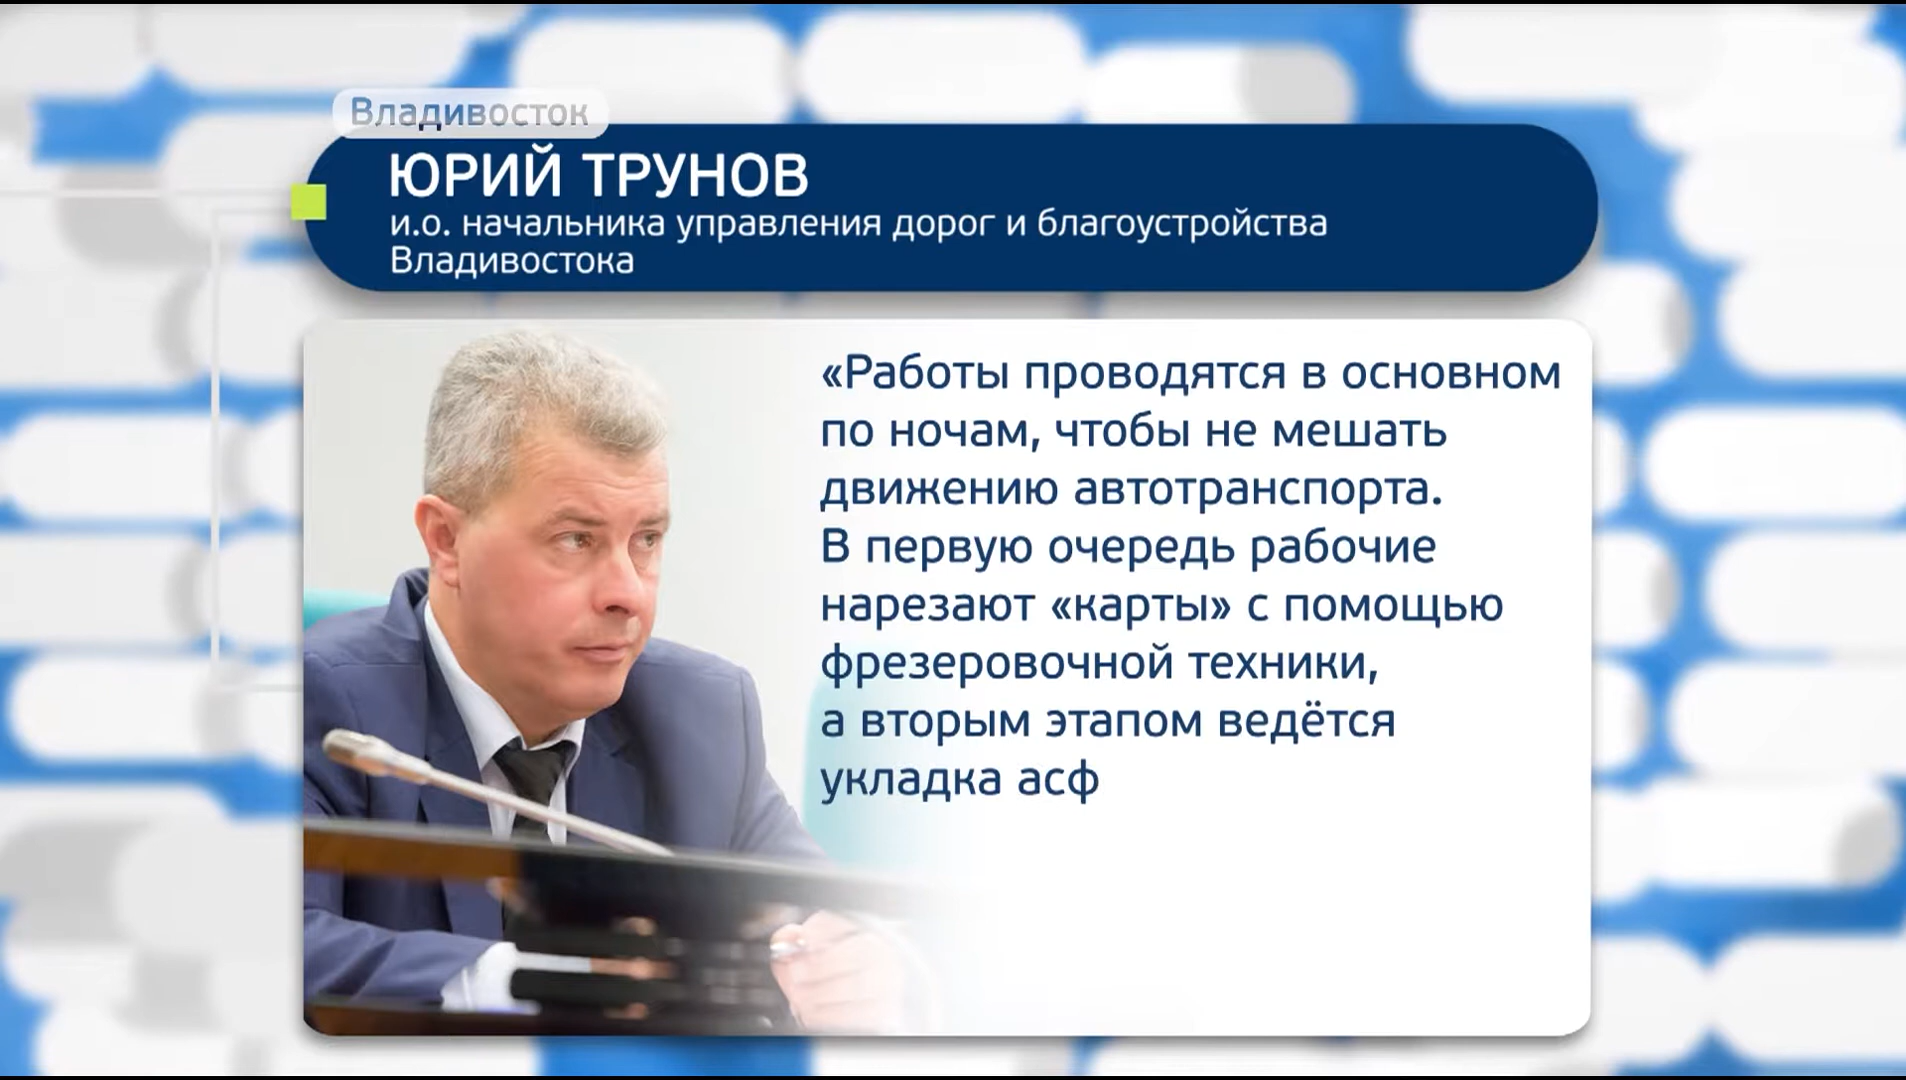 Владивосток
ЮРИЙ ТРУНОВ
и.о. начальника управления дорог и благоустройства
Владивостока
«Работы проводятся в основном
по ночам, чтобы не мешать
движению автотранспорта.
В первую очередь рабочие
нарезают «карты» с помощью
фрезеровочной техники,
а вторым этапом ведётся
укладка асф